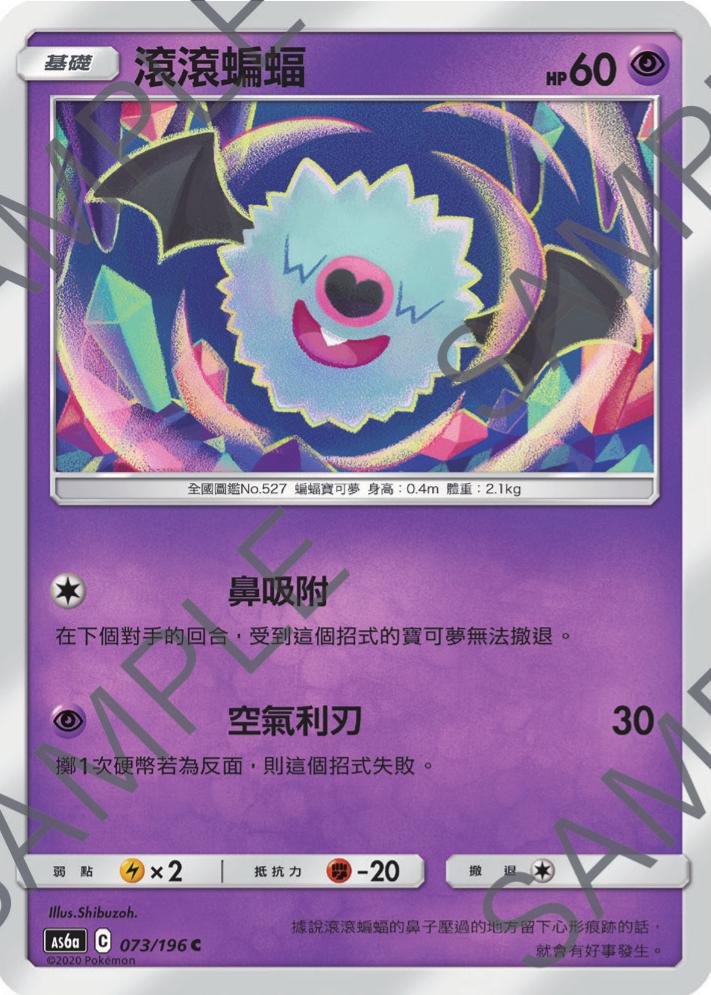 基礎 滾滾蝙蝠 HP60
全國圖鑑No.527 蝙蝠寶可夢 身高：0.4m 體重：2.1kg
鼻吸附
在下個對手的回合，受到這個招式的寶可夢無法撤退。
空氣利刃 30
擲1次硬幣若為反面，則這個招式失敗。
弱點 ×2 抵抗力 -20 撤退
Illus.Shibuzoh.
AS6a C 073/196 C
©2020 Pokémon
據說滾滾蝙蝠的鼻子壓過的地方留下心形痕跡的話，
就會有好事發生。
SAMPLE
SAMPLE
SAMPLE
SAMPLE
SAMPLE
SAMPLE